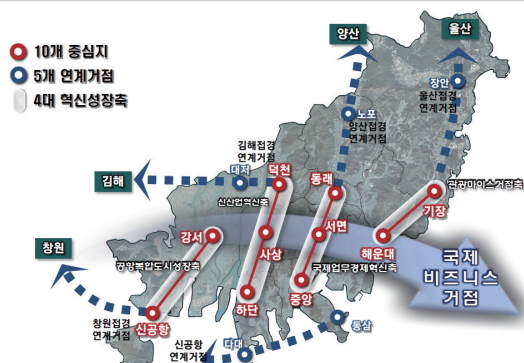 10개 중심지
5개 연계거점
4대 혁신성장축
양산
울산
장안
울산접경
연계거점
노포
양산접경
연계거점
김해접경
연계거점
김해
대저
덕천
동래
신산업혁신축
관광마이스거점축
기장
창원
강서
사상
서면
해운대
공항복합도시성장축
국제업무경제혁신축
국제
비즈니스
거점
하단
중앙
신공항
창원접경
연계거점
동삼
신공항
연계거점
다대